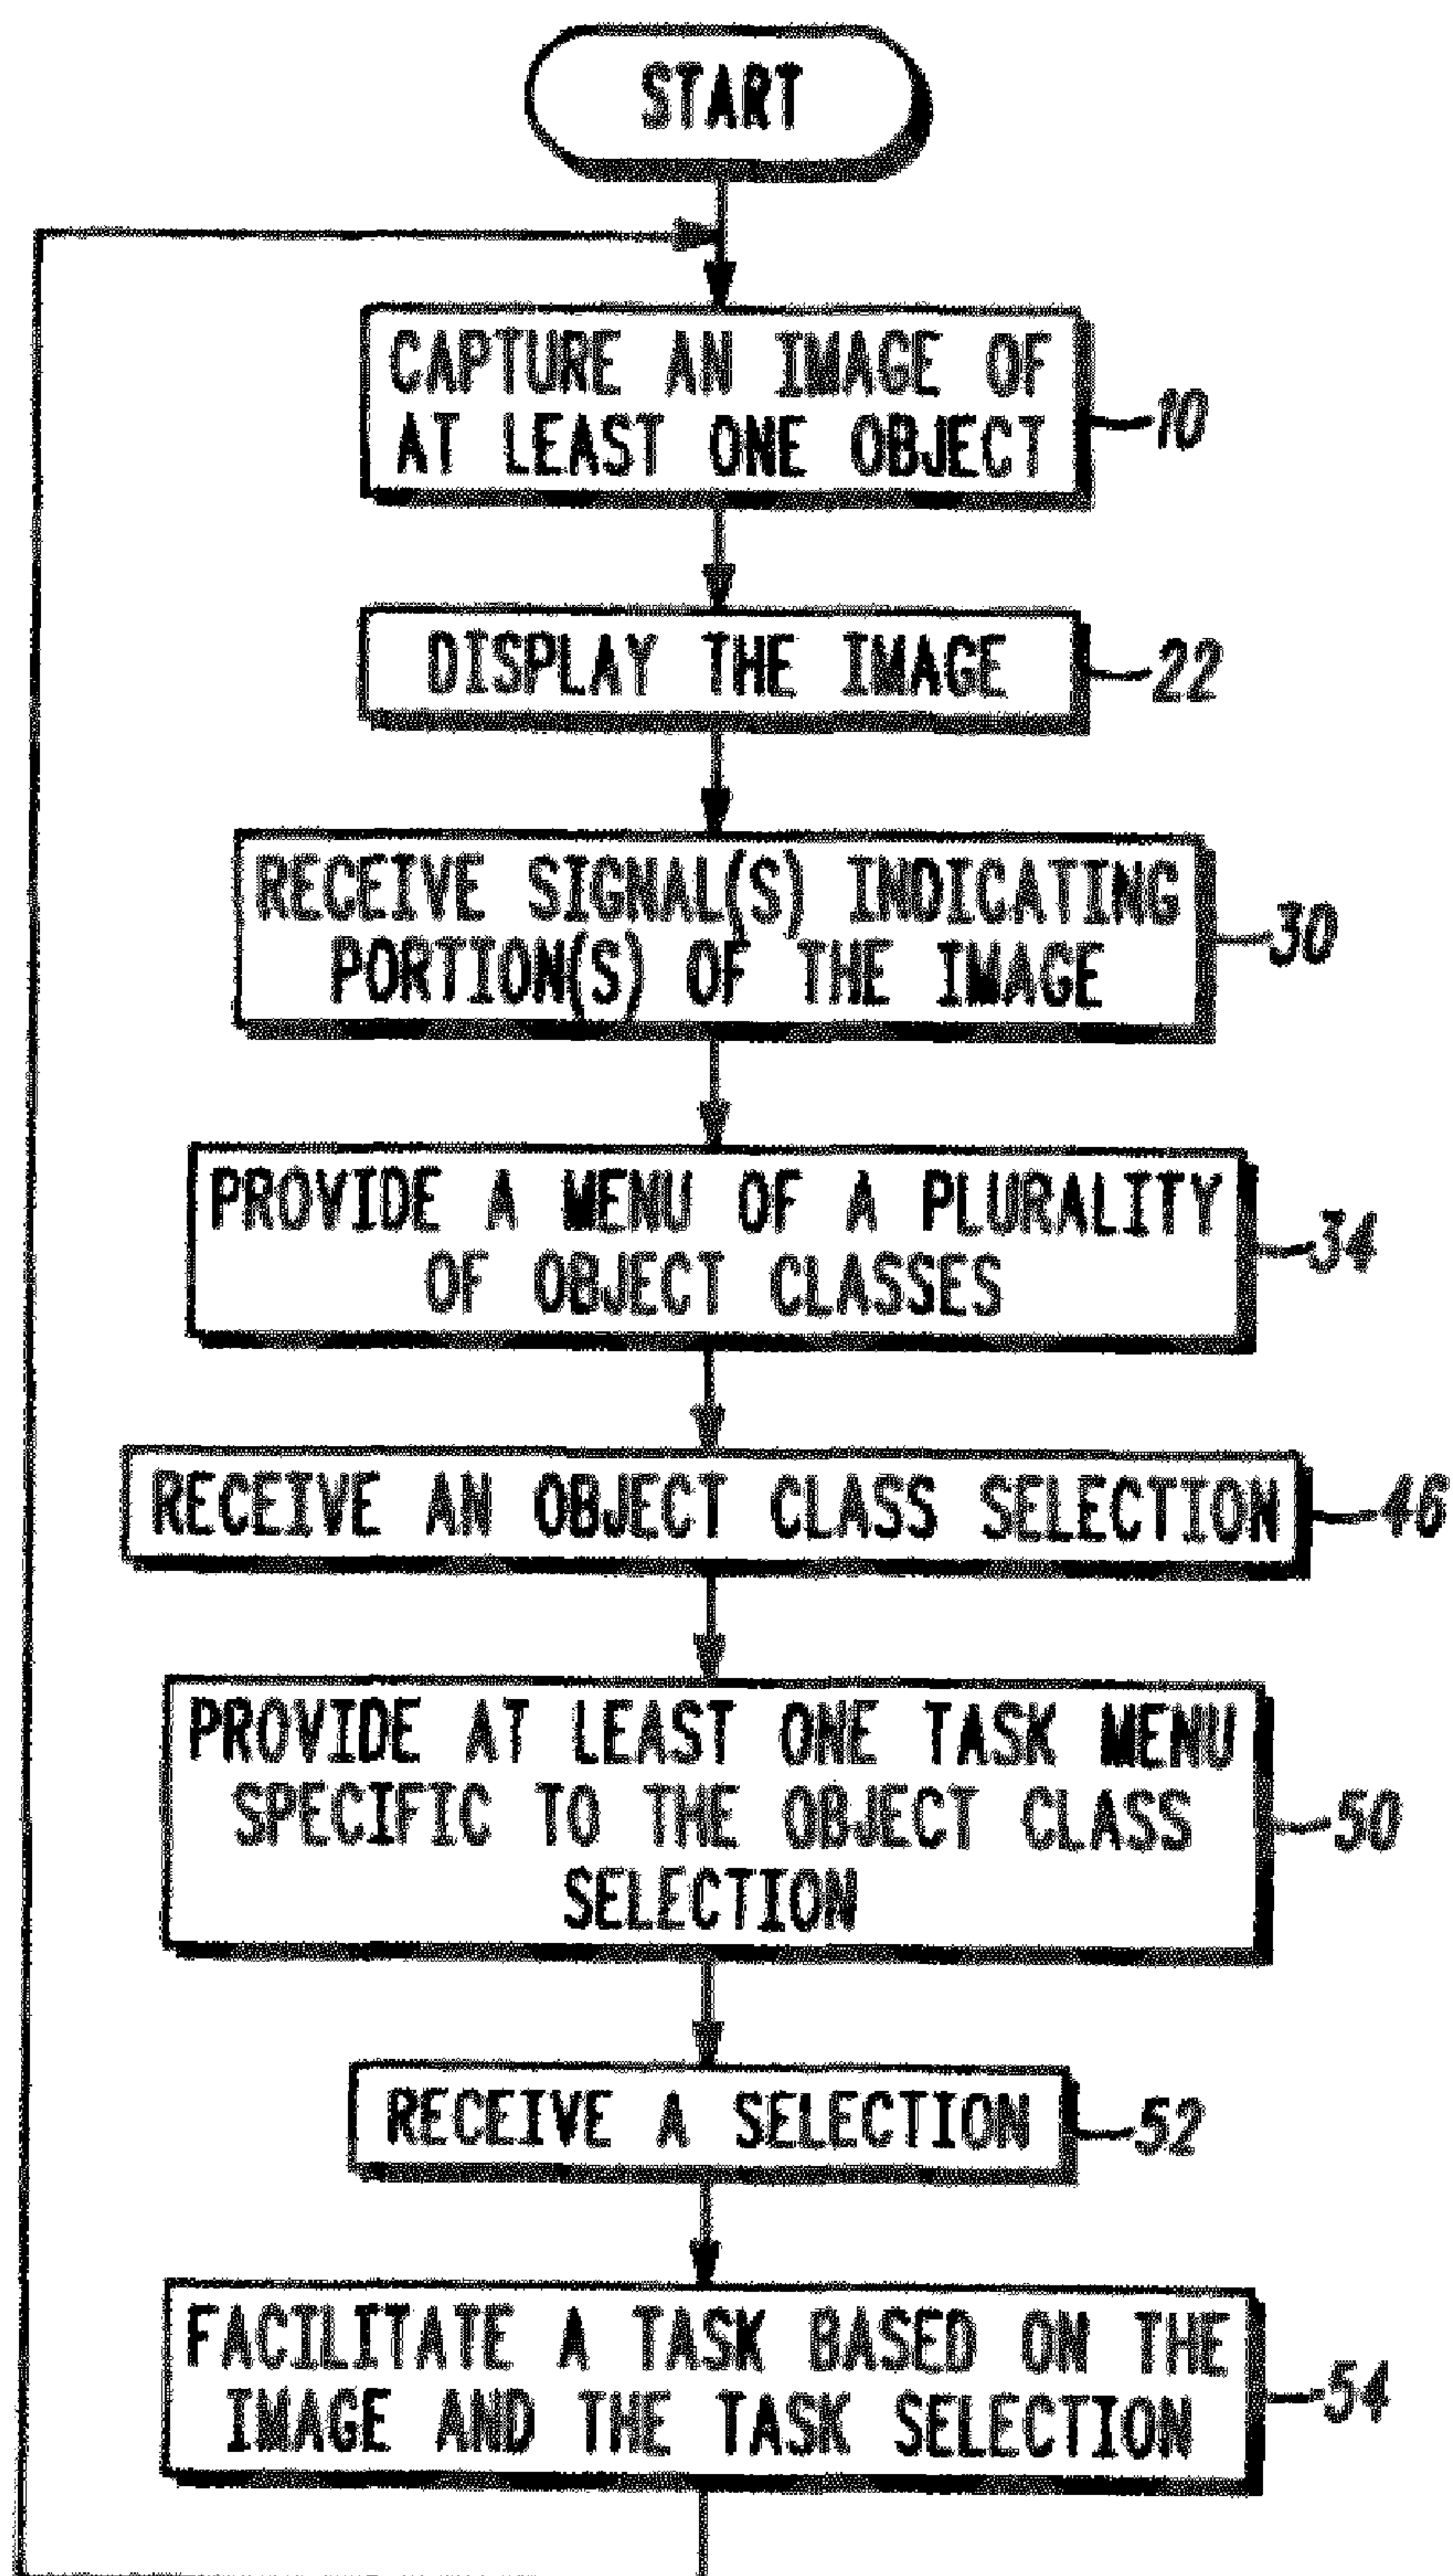 START
CAPTURE AN IMAGE OF
AT LEAST ONE OBJECT
10
DISPLAY THE IMAGE
22
RECEIVE SIGNAL(S) INDICATING
PORTION(S) OF THE IMAGE
30
PROVIDE A MENU OF A PLURALITY
OF OBJECT CLASSES
34
RECEIVE AN OBJECT CLASS SELECTION
46
PROVIDE AT LEAST ONE TASK MENU
SPECIFIC TO THE OBJECT CLASS
SELECTION
50
RECEIVE A SELECTION
52
FACILITATE A TASK BASED ON THE
IMAGE AND THE TASK SELECTION
54